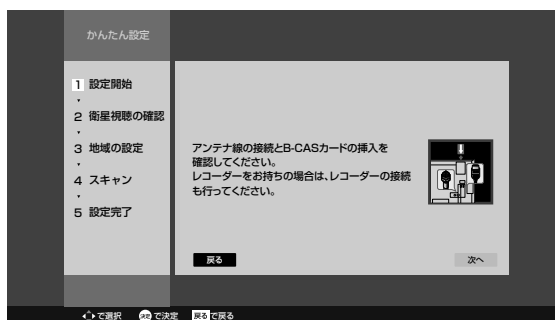 かんたん設定
1 設定開始
2 衛星視聴の確認
3 地域の設定
4 スキャン
5 設定完了
アンテナ線の接続とB-CASカードの挿入を
確認してください。
レコーダーをお持ちの場合は、レコーダーの接続
も行ってください。
戻る
次へ
で選択 決定 で決定 戻る で戻る